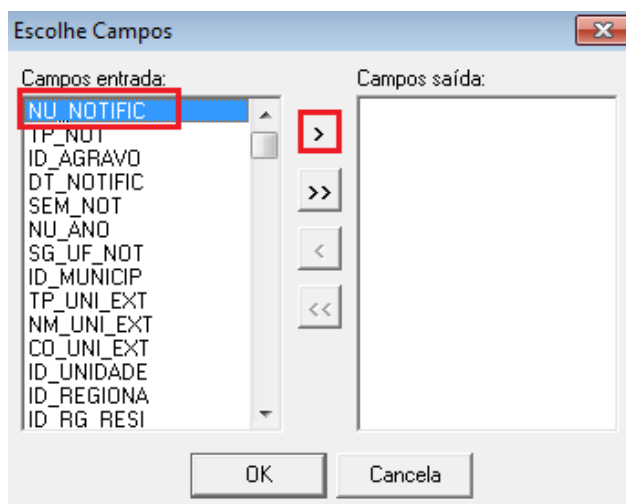 Escolhe Campos
Campos entrada:
Campos saída:
NU_NOTIFIC
TP_NOT
ID_AGRAVO
DT_NOTIFIC
SEM_NOT
NU_ANO
SG_UF_NOT
ID_MUNICIP
TP_UNI_EXT
NM_UNI_EXT
CO_UNI_EXT
ID_UNIDADE
ID_REGIONA
ID_RG_RESI
>
>>
<
<<
OK
Cancela